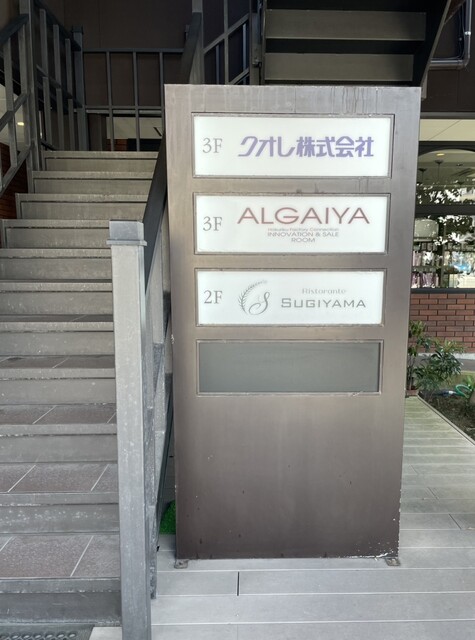 3F クオレ株式会社
3F ALGAIYA
INNOVATION & SALE
ROOM
2F Ristorante
SUGIYAMA